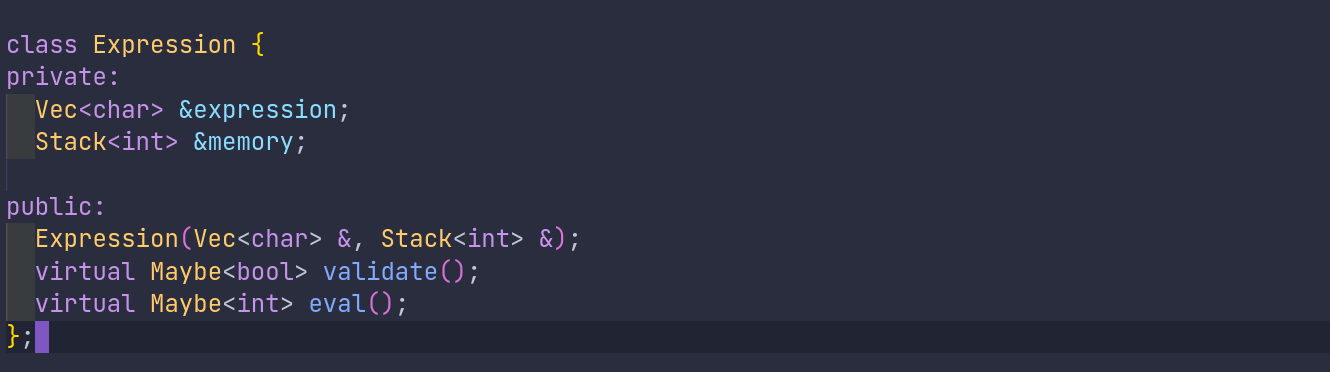 class Expression {
private:
  Vec<char> &expression;
  Stack<int> &memory;

public:
  Expression(Vec<char> &, Stack<int> &);
  virtual Maybe<bool> validate();
  virtual Maybe<int> eval();
};